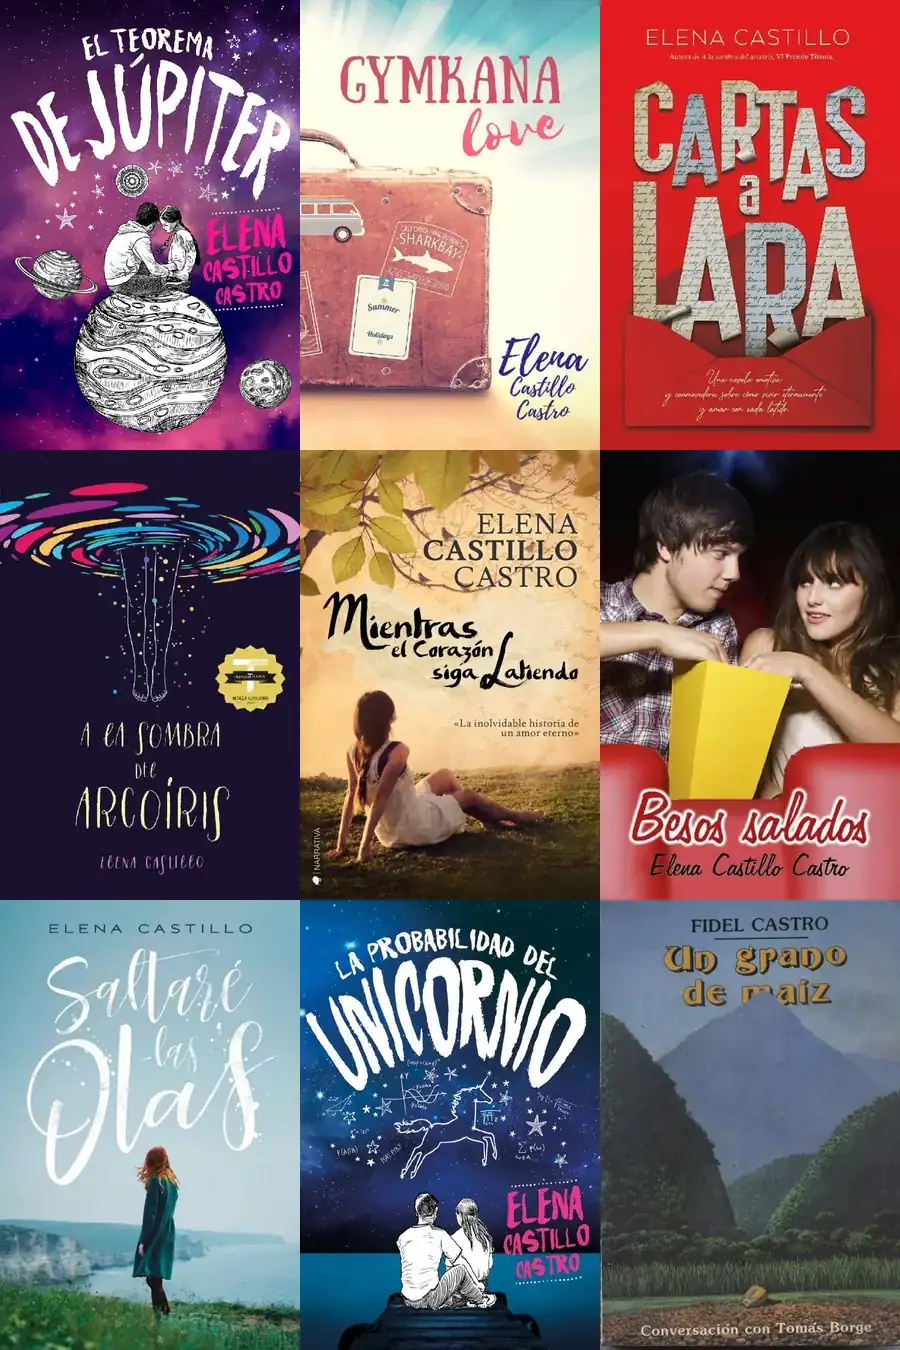 EL TEOREMA
DE JÚPITER
ELENA
CASTILLO
CASTRO
GYMKANA
love
SHARKBAY
Summer
Holidays
Elena
Castillo
Castro
ELENA CASTILLO
Autora de A la sombra del arcoíris, VI Premio Titania.
CARTAS
a
LARA
Una novela emotiva
y conmovedora sobre cómo vivir eternamente
y amar con cada latido.
A LA SOMBRA
DEL
ARCOÍRIS
ELENA CASTILLO
ELENA
CASTILLO
CASTRO
Mientras
el Corazón
siga Latiendo
«La inolvidable historia de
un amor eterno»
NARRATIVA
Besos salados
Elena Castillo Castro
ELENA CASTILLO
Saltaré
las
Olas
LA PROBABILIDAD DEL
UNICORNIO
ELENA
CASTILLO
CASTRO
FIDEL CASTRO
Un grano
de maíz
Conversación con Tomás Borge